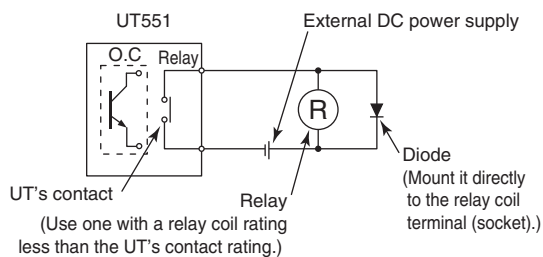 UT551
External DC power supply
O.C
Relay
R
Diode
(Mount it directly
to the relay coil
terminal (socket).)
UT's contact
Relay
(Use one with a relay coil rating
less than the UT's contact rating.)